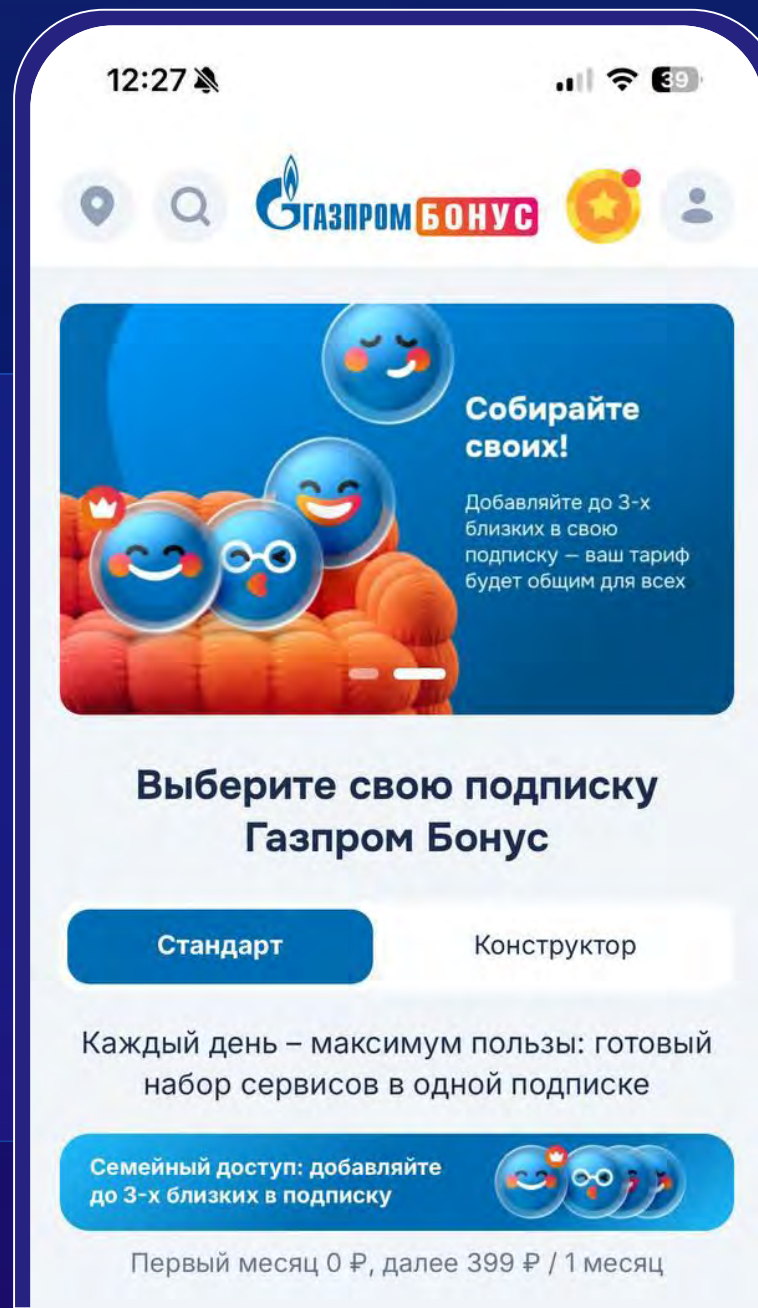 12:27
39
ГАЗПРОМ БОНУС
Собирайте
своих!
Добавляйте до 3-х
близких в свою
подписку – ваш тариф
будет общим для всех
Выберите свою подписку
Газпром Бонус
Стандарт
Конструктор
Каждый день – максимум пользы: готовый
набор сервисов в одной подписке
Семейный доступ: добавляйте
до 3-х близких в подписку
Первый месяц 0 ₽, далее 399 ₽ / 1 месяц